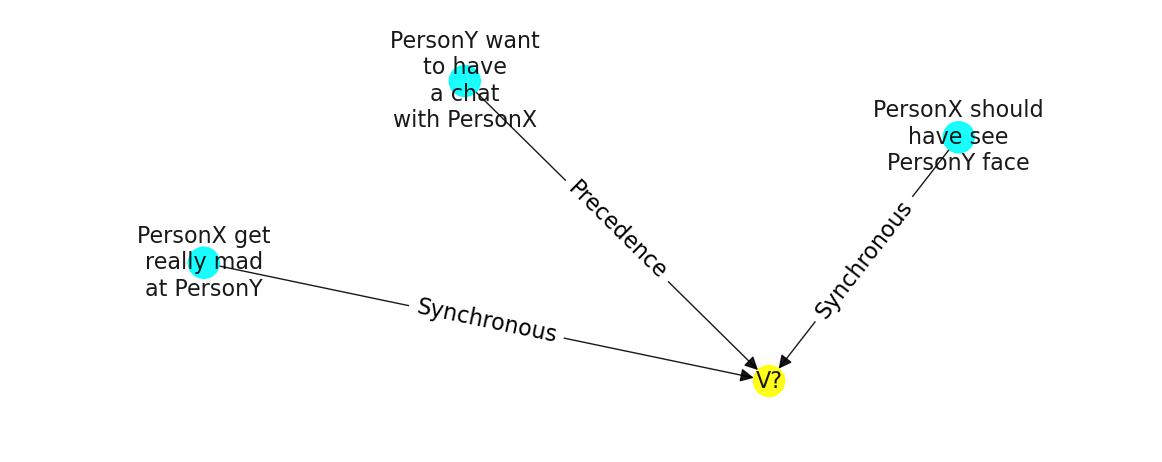 PersonY want
to have
a chat
with PersonX
PersonX should
have see
PersonY face
Precedence
Synchronous
PersonX get
really mad
at PersonY
Synchronous
V?